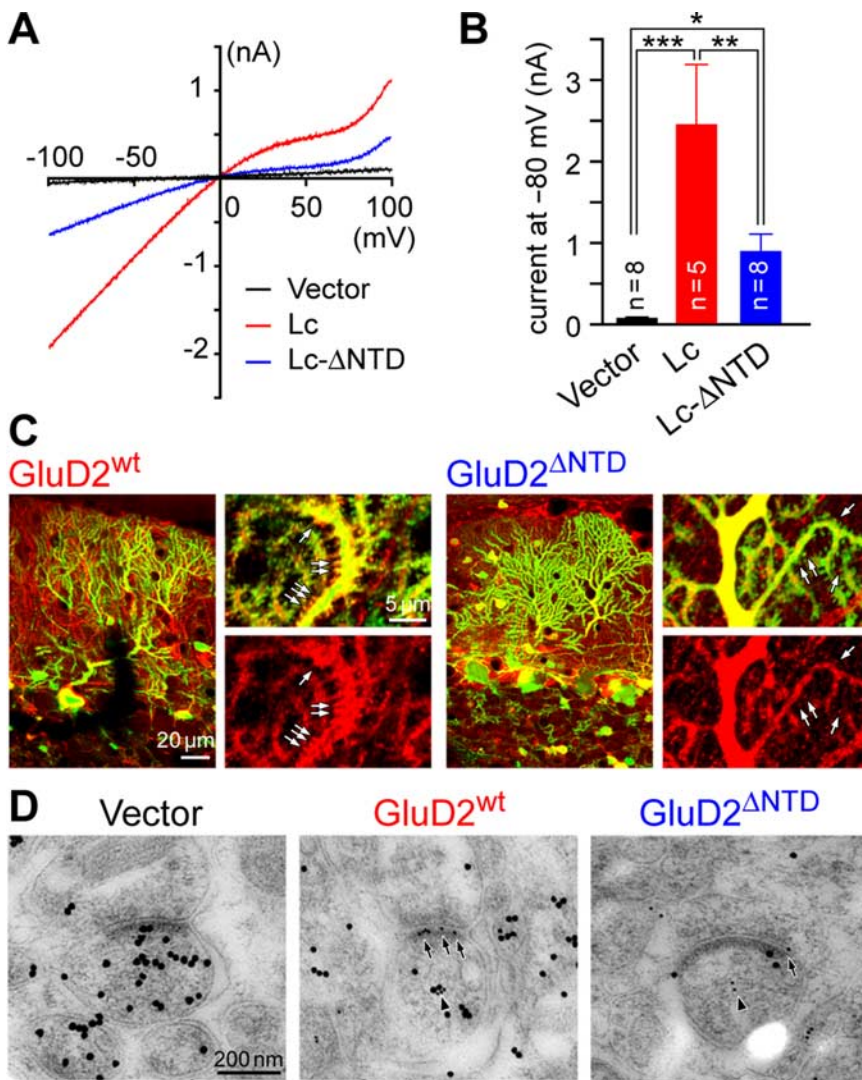 A
(nA)
1
-100
-50
0
50
100
(mV)
-1
-2
Vector
Lc
Lc-ΔNTD
B
*
*** **
current at −80 mV (nA)
3
2
1
0
n=8
n=5
n=8
Vector
Lc
Lc-ΔNTD
C
GluD2wt
GluD2ΔNTD
5 μm
20 μm
D
Vector
GluD2wt
GluD2ΔNTD
200 nm